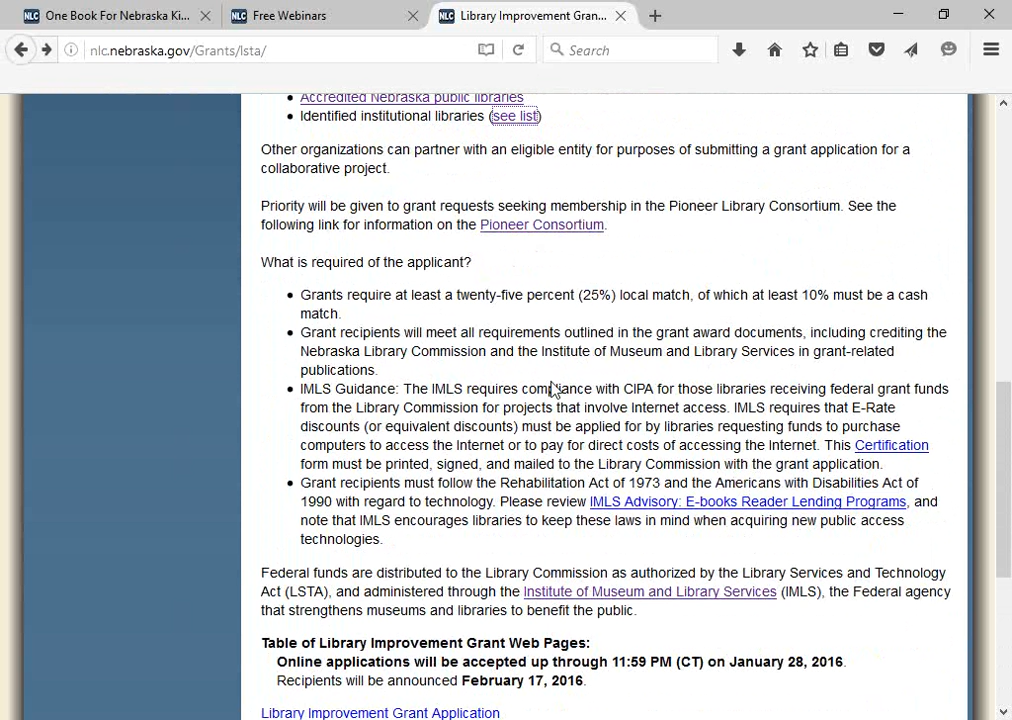 NLC One Book For Nebraska Ki...
NLC Free Webinars
NLC Library Improvement Gran...
nlc.nebraska.gov/Grants/lsta/
Search
Accredited Nebraska public libraries
Identified institutional libraries (see list)
Other organizations can partner with an eligible entity for purposes of submitting a grant application for a
collaborative project.
Priority will be given to grant requests seeking membership in the Pioneer Library Consortium. See the
following link for information on the Pioneer Consortium.
What is required of the applicant?
Grants require at least a twenty-five percent (25%) local match, of which at least 10% must be a cash
match.
Grant recipients will meet all requirements outlined in the grant award documents, including crediting the
Nebraska Library Commission and the Institute of Museum and Library Services in grant-related
publications.
IMLS Guidance: The IMLS requires compliance with CIPA for those libraries receiving federal grant funds
from the Library Commission for projects that involve Internet access. IMLS requires that E-Rate
discounts (or equivalent discounts) must be applied for by libraries requesting funds to purchase
computers to access the Internet or to pay for direct costs of accessing the Internet. This Certification
form must be printed, signed, and mailed to the Library Commission with the grant application.
Grant recipients must follow the Rehabilitation Act of 1973 and the Americans with Disabilities Act of
1990 with regard to technology. Please review IMLS Advisory: E-books Reader Lending Programs, and
note that IMLS encourages libraries to keep these laws in mind when acquiring new public access
technologies.
Federal funds are distributed to the Library Commission as authorized by the Library Services and Technology
Act (LSTA), and administered through the Institute of Museum and Library Services (IMLS), the Federal agency
that strengthens museums and libraries to benefit the public.
Table of Library Improvement Grant Web Pages:
Online applications will be accepted up through 11:59 PM (CT) on January 28, 2016.
Recipients will be announced February 17, 2016.
Library Improvement Grant Application